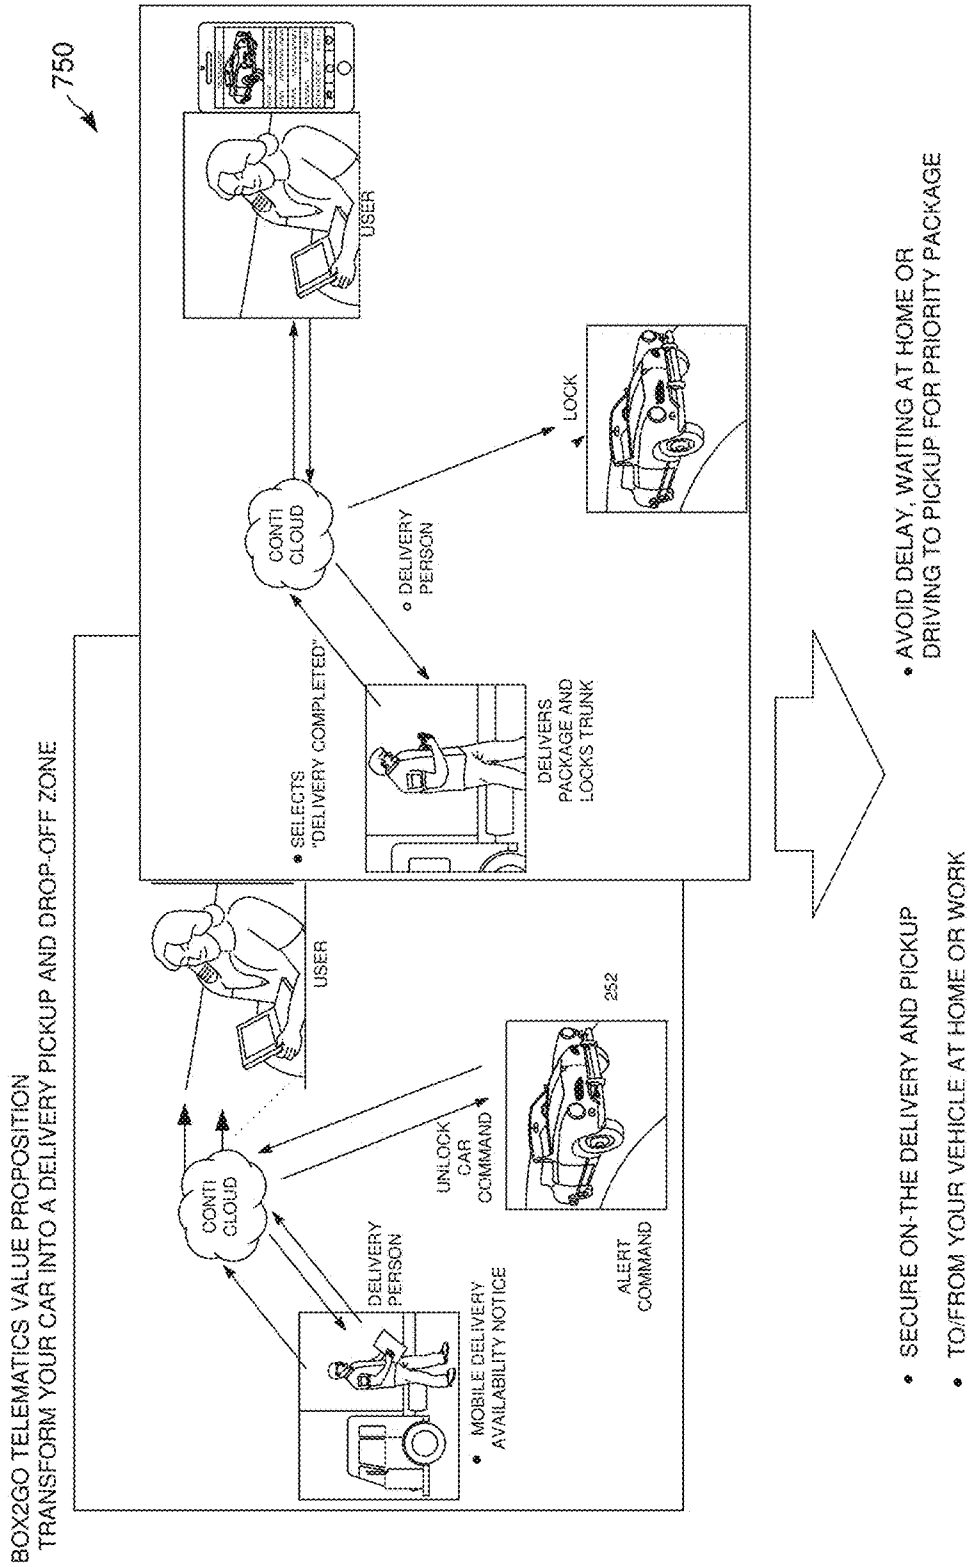 750
BOX2GO TELEMATICS VALUE PROPOSITION
TRANSFORM YOUR CAR INTO A DELIVERY PICKUP AND DROP-OFF ZONE
CONTI
CLOUD
USER
DELIVERY
PERSON
• MOBILE DELIVERY
AVAILABILITY NOTICE
UNLOCK
CAR
COMMAND
ALERT
COMMAND
252
• SELECTS
"DELIVERY COMPLETED"
CONTI
CLOUD
USER
DELIVERY
PERSON
LOCK
DELIVERS
PACKAGE AND
LOCKS TRUNK
• SECURE ON-THE DELIVERY AND PICKUP
• TO/FROM YOUR VEHICLE AT HOME OR WORK
• AVOID DELAY, WAITING AT HOME OR
DRIVING TO PICKUP FOR PRIORITY PACKAGE